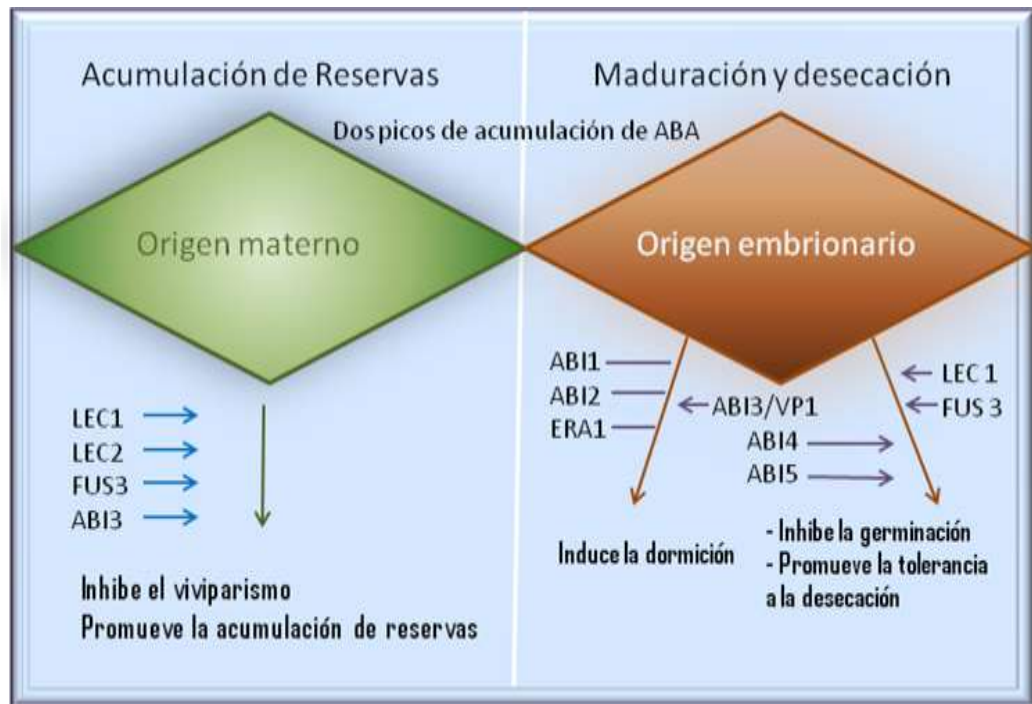 Acumulación de Reservas
Maduración y desecación
Dos picos de acumulación de ABA
Origen materno
Origen embrionario
LEC1
LEC2
FUS3
ABI3
Inhibe el viviparismo
Promueve la acumulación de reservas
ABI1
ABI2
ERA1
ABI3/VP1
ABI4
ABI5
LEC 1
FUS 3
Induce la dormición
- Inhibe la germinación
- Promueve la tolerancia
a la desecación